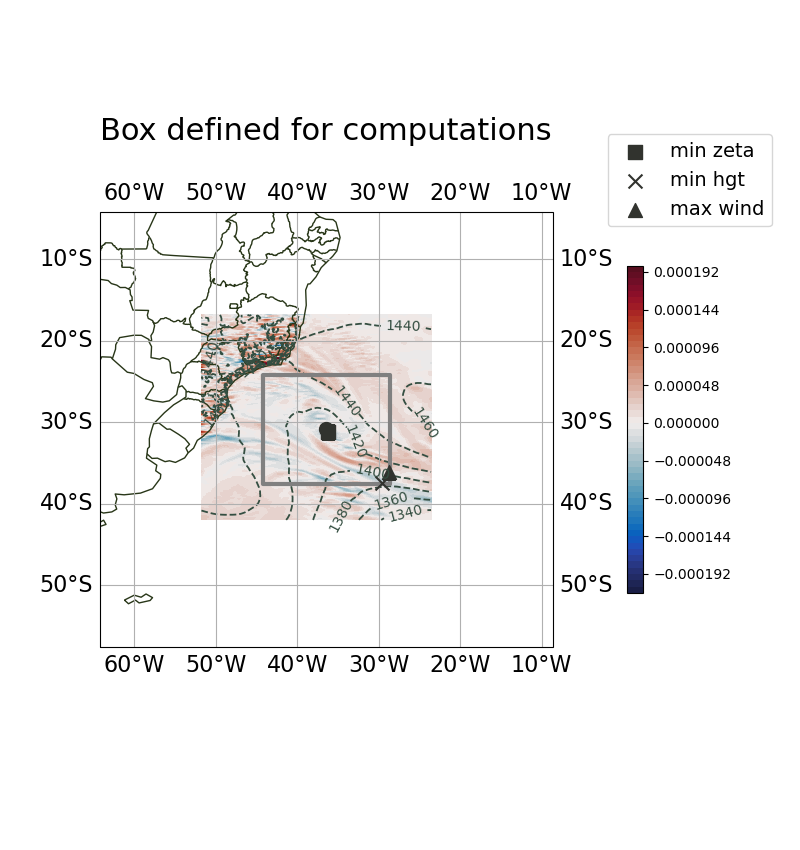 Box defined for computations
min zeta
min hgt
max wind
60°W 50°W 40°W 30°W 20°W 10°W
10°S 10°S
20°S
30°S 30°S
40°S 40°S
50°S 50°S
20°S
60°W 50°W 40°W 30°W 20°W 10°W
1440
1440
1460
1420
1400
1380
1360
1340
0.000192
0.000144
0.000096
0.000048
0.000000
−0.000048
−0.000096
−0.000144
−0.000192